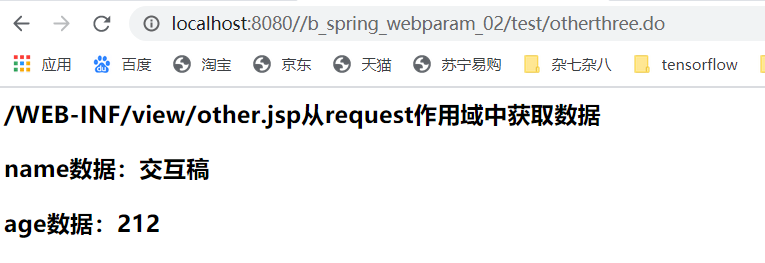 localhost:8080//b_spring_webparam_02/test/otherthree.do
应用 百度 淘宝 京东 天猫 苏宁易购 杂七杂八 tensorflow
/WEB-INF/view/other.jsp从request作用域中获取数据
name数据：交互稿
age数据：212